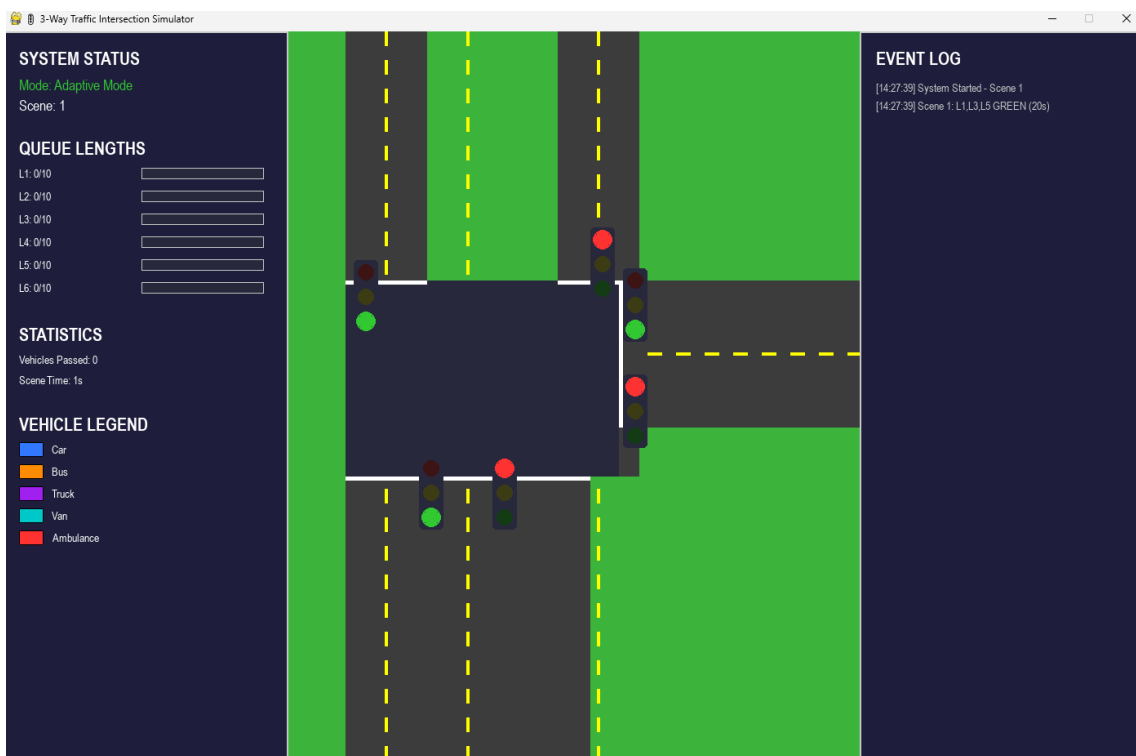 3-Way Traffic Intersection Simulator
SYSTEM STATUS
Mode: Adaptive Mode
Scene: 1
QUEUE LENGTHS
L1: 0/10
L2: 0/10
L3: 0/10
L4: 0/10
L5: 0/10
L6: 0/10
STATISTICS
Vehicles Passed: 0
Scene Time: 1s
VEHICLE LEGEND
Car
Bus
Truck
Van
Ambulance
EVENT LOG
[14:27:39] System Started - Scene 1
[14:27:39] Scene 1: L1,L3,L5 GREEN (20s)